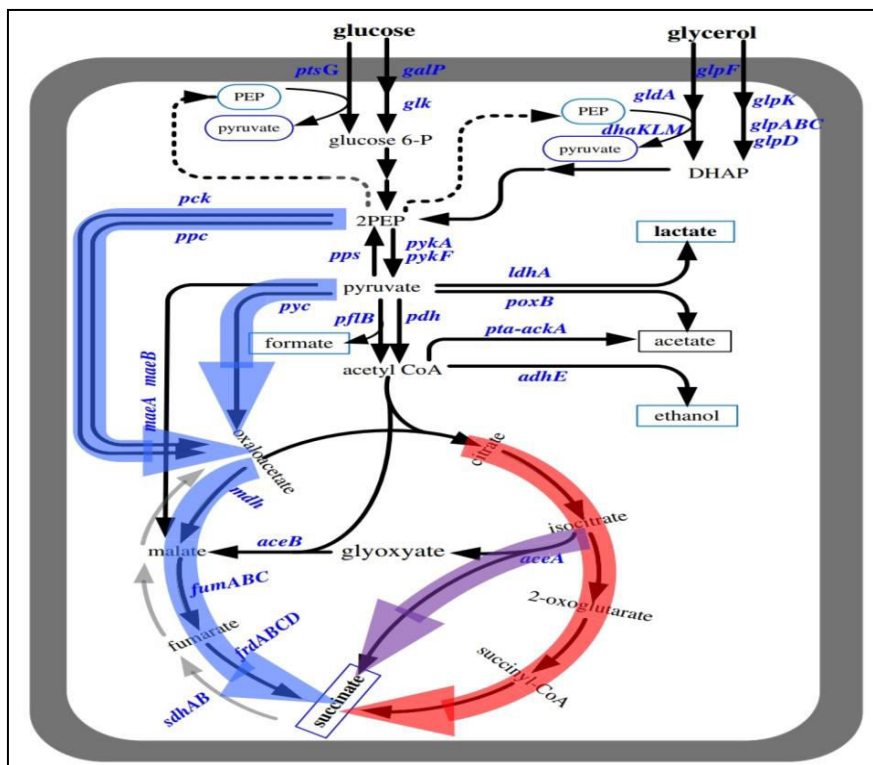 glucose
glycerol
ptsG
galP
glpF
PEP
glk
pyruvate
glucose 6-P
PEP
gldA
glpK
dhaKLM
glpABC
pyruvate
glpD
DHAP
pck
2PEP
ppc
pps
pykA
pykF
lactate
pyruvate
ldhA
pyc
poxB
pflB
pdh
formate
pta-ackA
acetate
acetyl CoA
adhE
ethanol
maeA maeB
oxaloacetate
citrate
mdh
isocitrate
malate
aceB
glyoxyate
aceA
fumABC
2-oxoglutarate
fumarate
frdABCD
succinyl-CoA
sdhAB
succinate